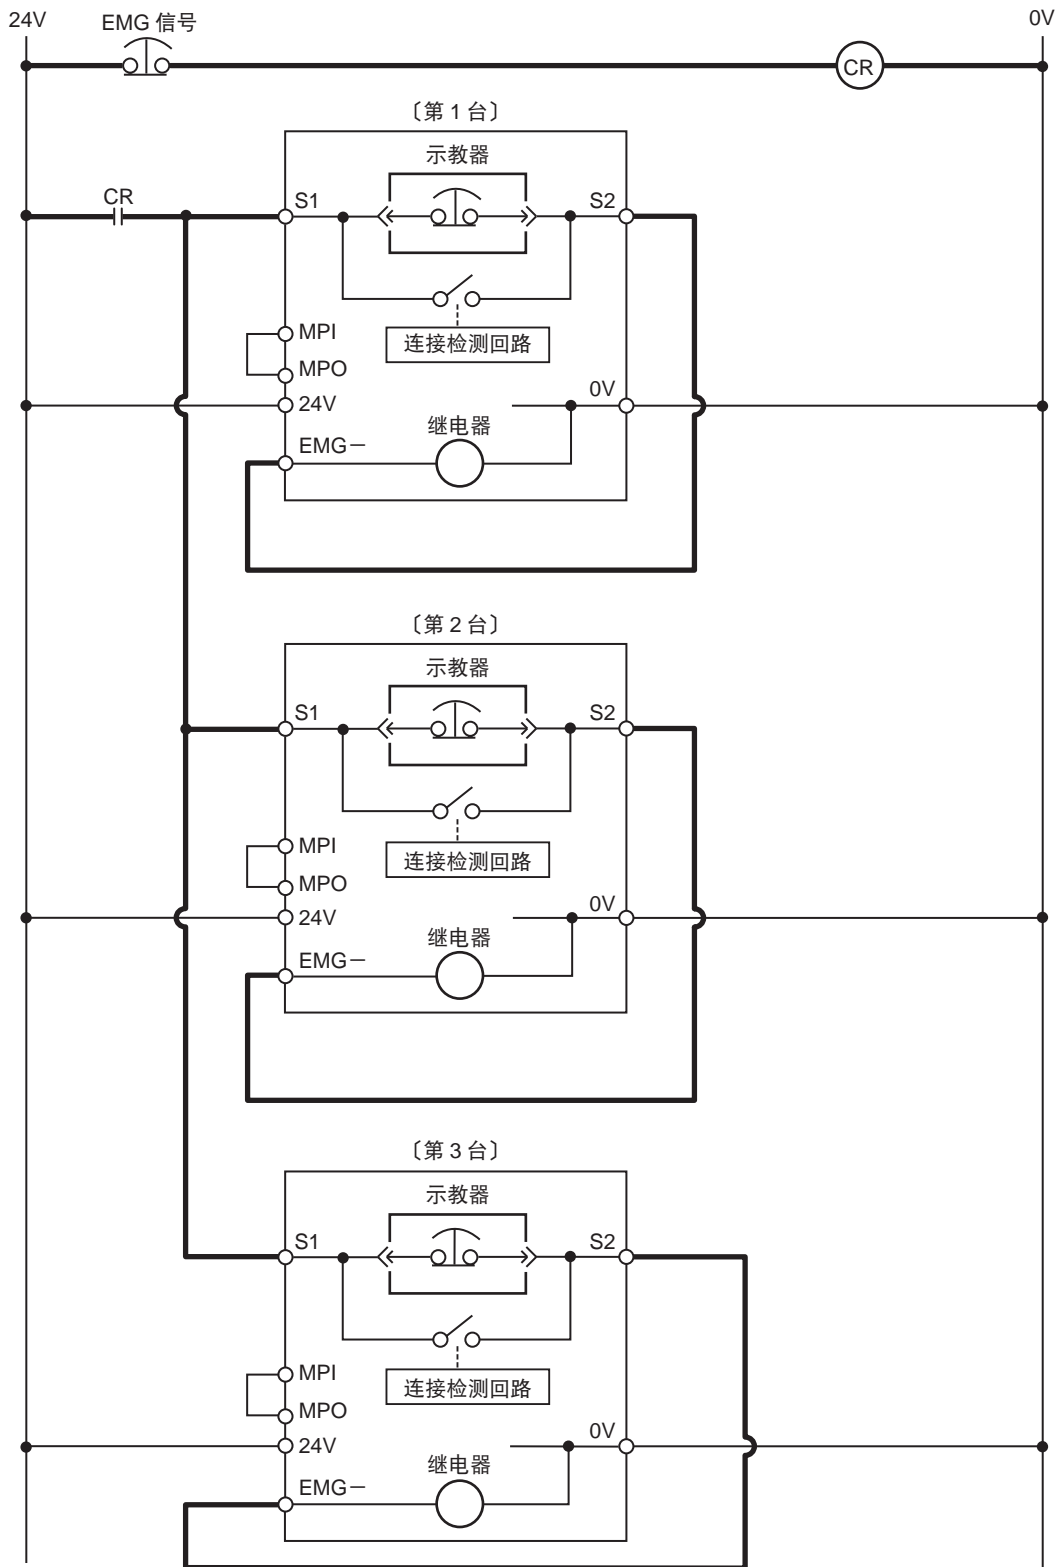 24V
EMG 信号
0V
CR
〔第 1 台〕
示教器
CR
S1
S2
MPI
连接检测回路
MPO
0V
24V
继电器
EMG－
〔第 2 台〕
示教器
S1
S2
MPI
连接检测回路
MPO
0V
24V
继电器
EMG－
〔第 3 台〕
示教器
S1
S2
MPI
连接检测回路
MPO
0V
24V
继电器
EMG－